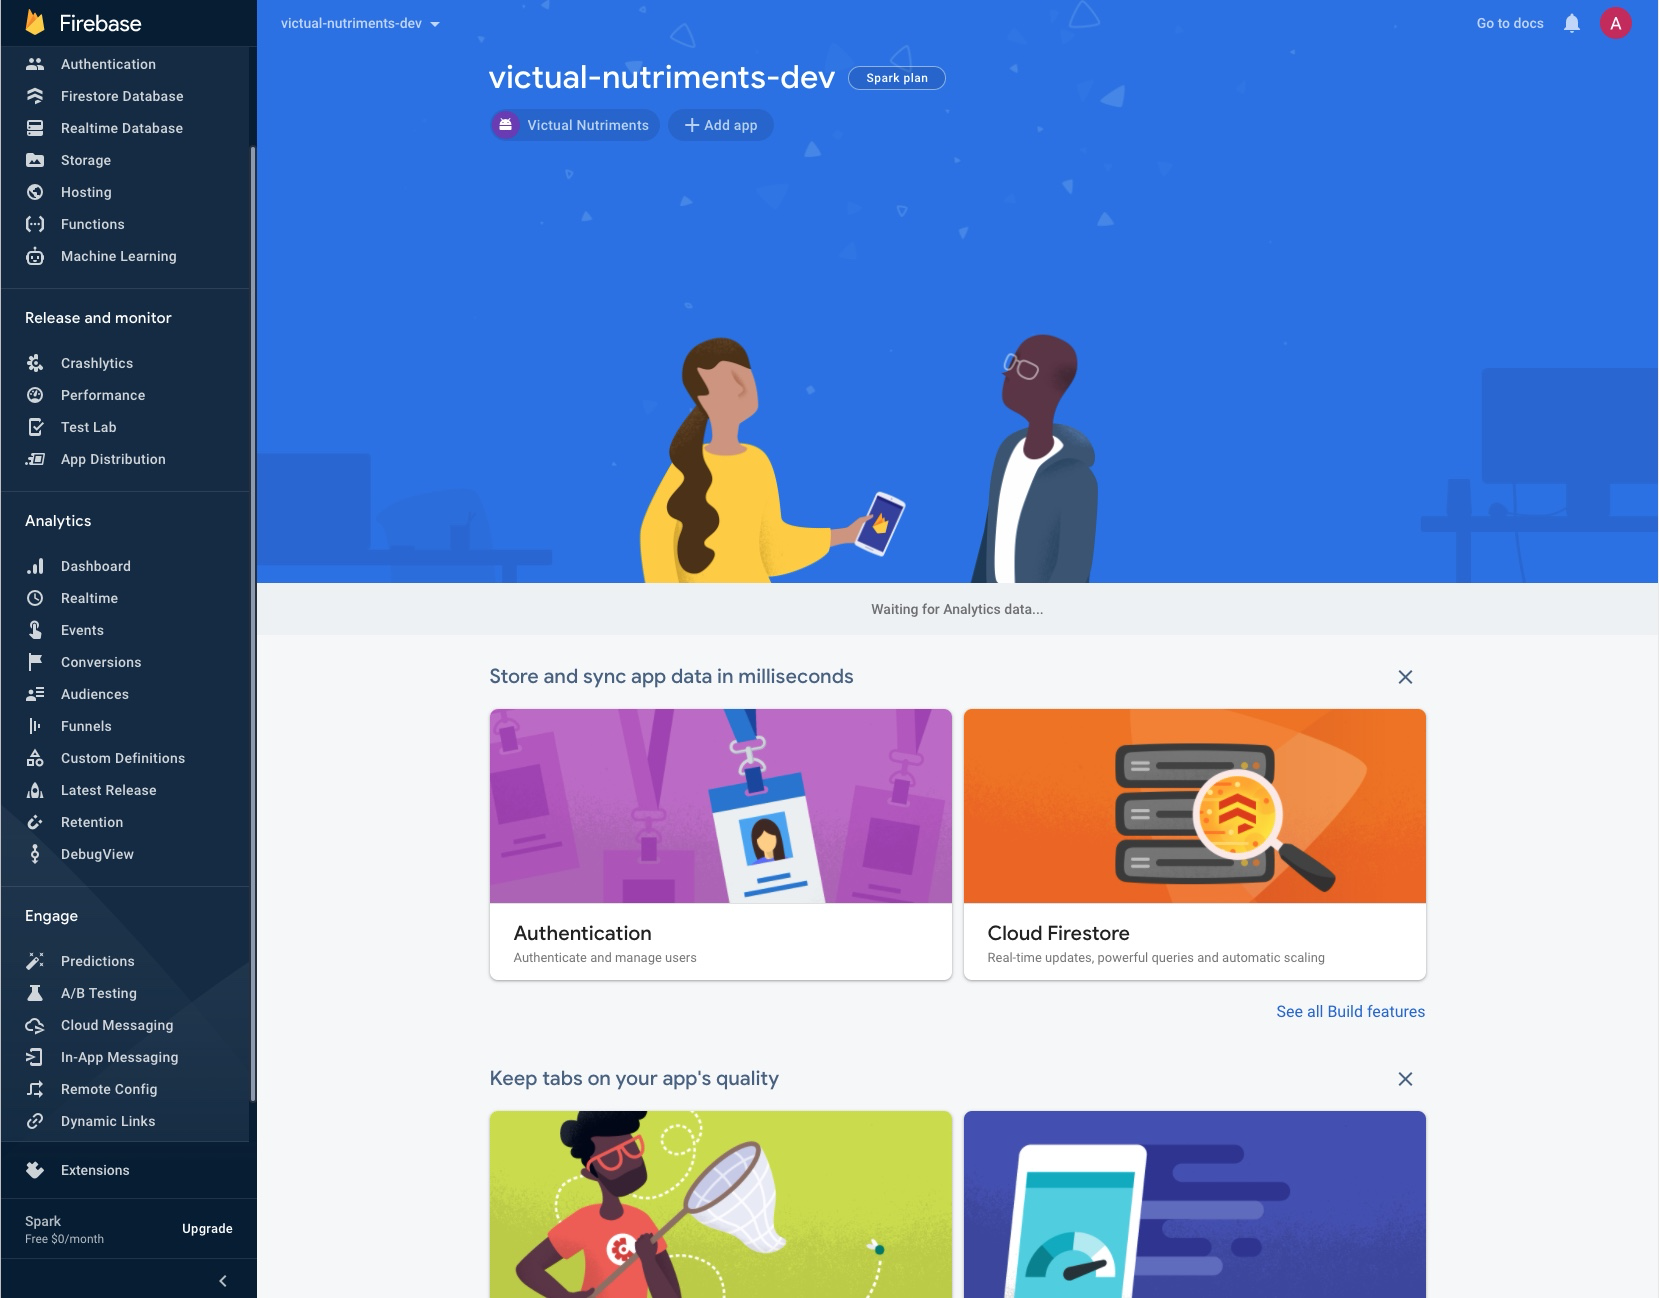 Firebase
Authentication
Firestore Database
Realtime Database
Storage
Hosting
Functions
Machine Learning
Release and monitor
Crashlytics
Performance
Test Lab
App Distribution
Analytics
Dashboard
Realtime
Events
Conversions
Audiences
Funnels
Custom Definitions
Latest Release
Retention
DebugView
Engage
Predictions
A/B Testing
Cloud Messaging
In-App Messaging
Remote Config
Dynamic Links
Extensions
Spark
Free $0/month
Upgrade
victual-nutriments-dev
Go to docs
A
victual-nutriments-dev
Spark plan
Victual Nutriments
Add app
Waiting for Analytics data...
Store and sync app data in milliseconds
Authentication
Authenticate and manage users
Cloud Firestore
Real-time updates, powerful queries and automatic scaling
See all Build features
Keep tabs on your app's quality